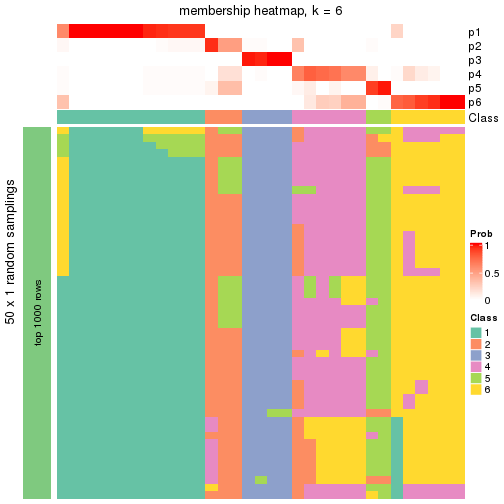 membership heatmap, k = 6
p1
p2
p3
p4
p5
p6
Class
50 x 1 random samplings
top 1000 rows
Prob
1
0.5
0
Class
1
2
3
4
5
6